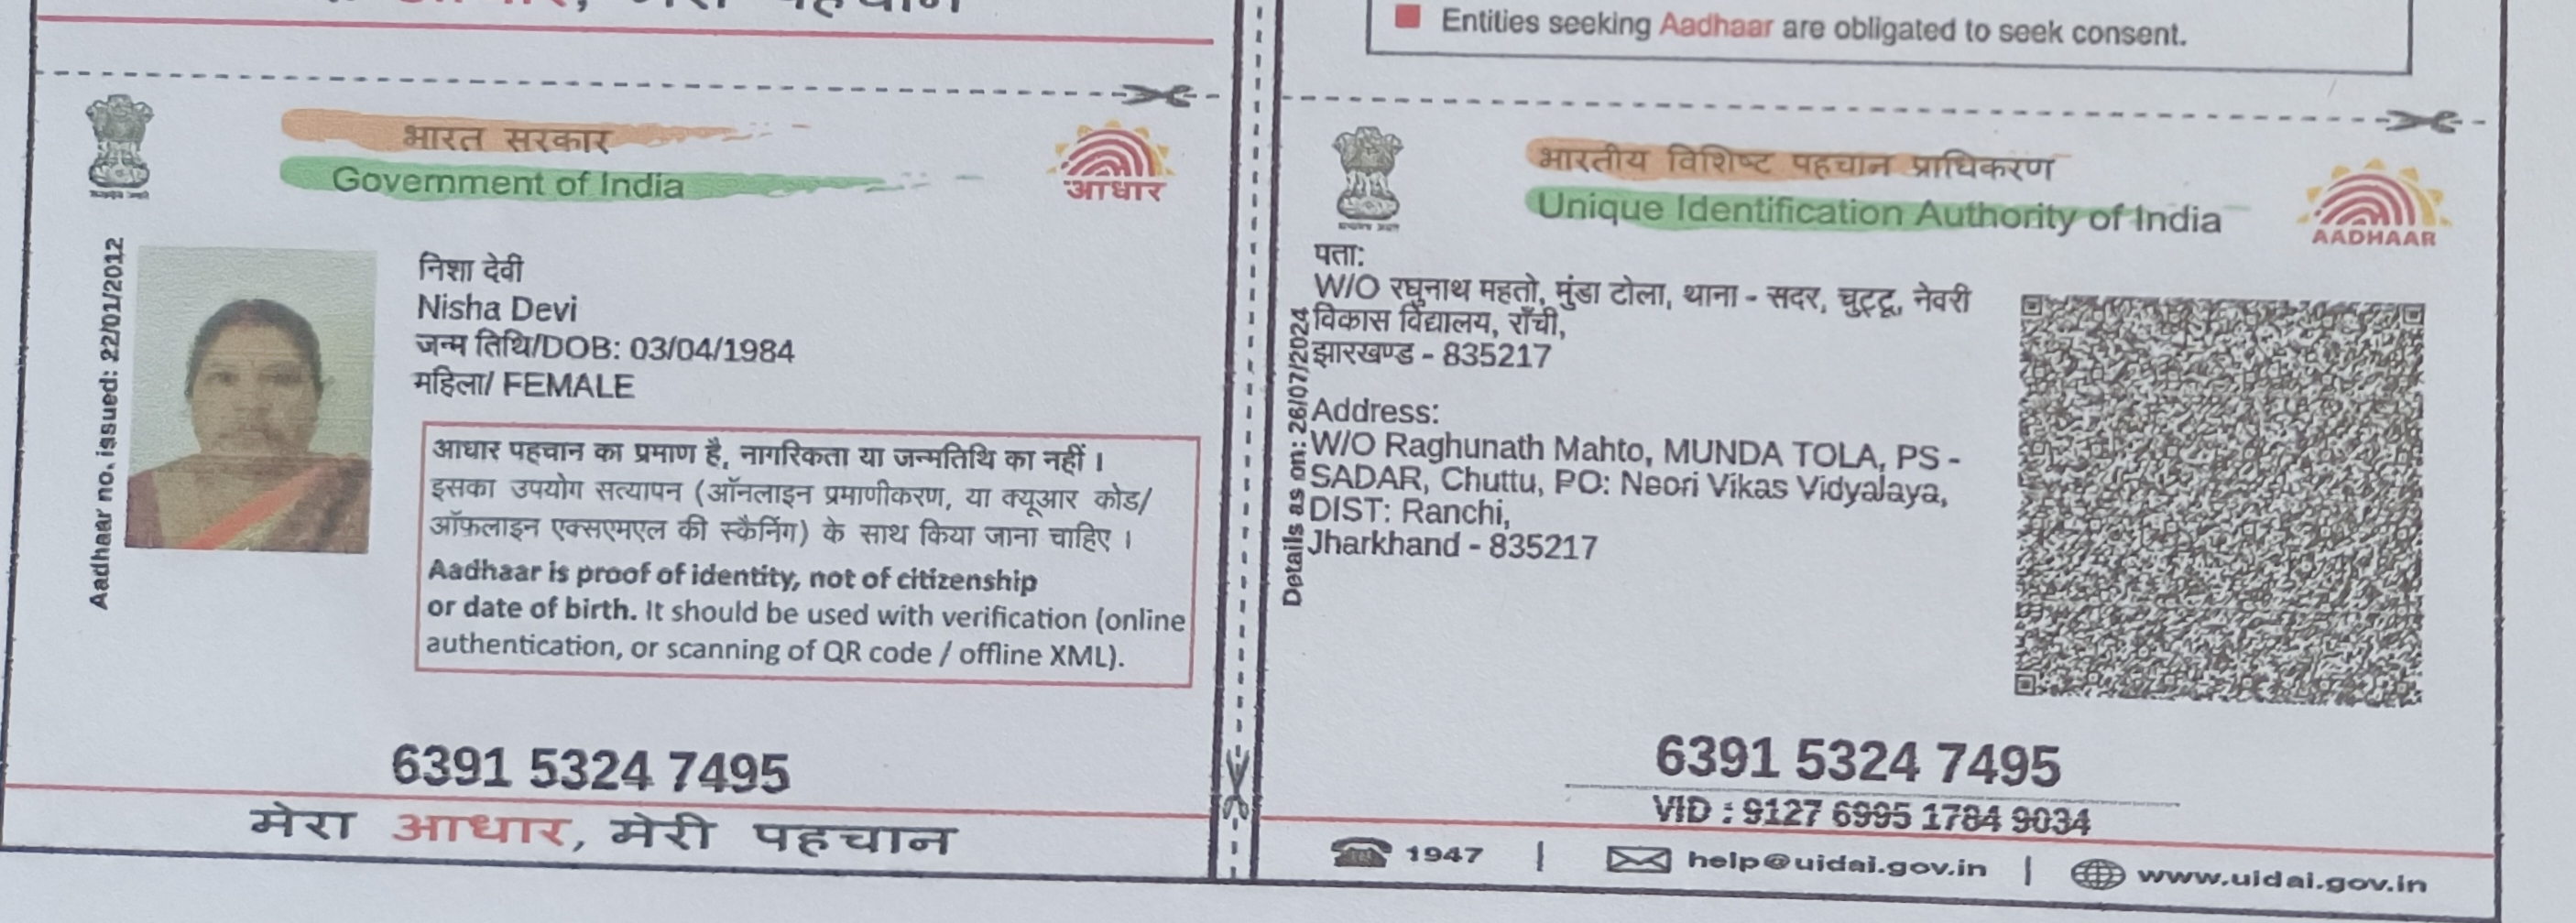 Entities seeking Aadhaar are obligated to seek consent.
भारत सरकार
Government of India
आधार
Aadhaar no. issued: 22/01/2012
निशा देवी
Nisha Devi
जन्म तिथि/DOB: 03/04/1984
महिला/ FEMALE
आधार पहचान का प्रमाण है, नागरिकता या जन्मतिथि का नहीं ।
इसका उपयोग सत्यापन (ऑनलाइन प्रमाणीकरण, या क्यूआर कोड/
ऑफ़लाइन एक्सएमएल की स्कैनिंग) के साथ किया जाना चाहिए ।
Aadhaar is proof of identity, not of citizenship
or date of birth. It should be used with verification (online
authentication, or scanning of QR code / offline XML).
6391 5324 7495
मेरा आधार, मेरी पहचान
भारतीय विशिष्ट पहचान प्राधिकरण
Unique Identification Authority of India
AADHAAR
Details as on: 26/07/2024
पता:
W/O रघुनाथ महतो, मुंडा टोला, थाना - सदर, चुट्टू, नेवरी
विकास विद्यालय, राँची,
झारखण्ड - 835217
Address:
W/O Raghunath Mahto, MUNDA TOLA, PS -
SADAR, Chuttu, PO: Neori Vikas Vidyalaya,
DIST: Ranchi,
Jharkhand - 835217
6391 5324 7495
VID : 9127 6995 1784 9034
1947 | help@uidai.gov.in | www.uidai.gov.in